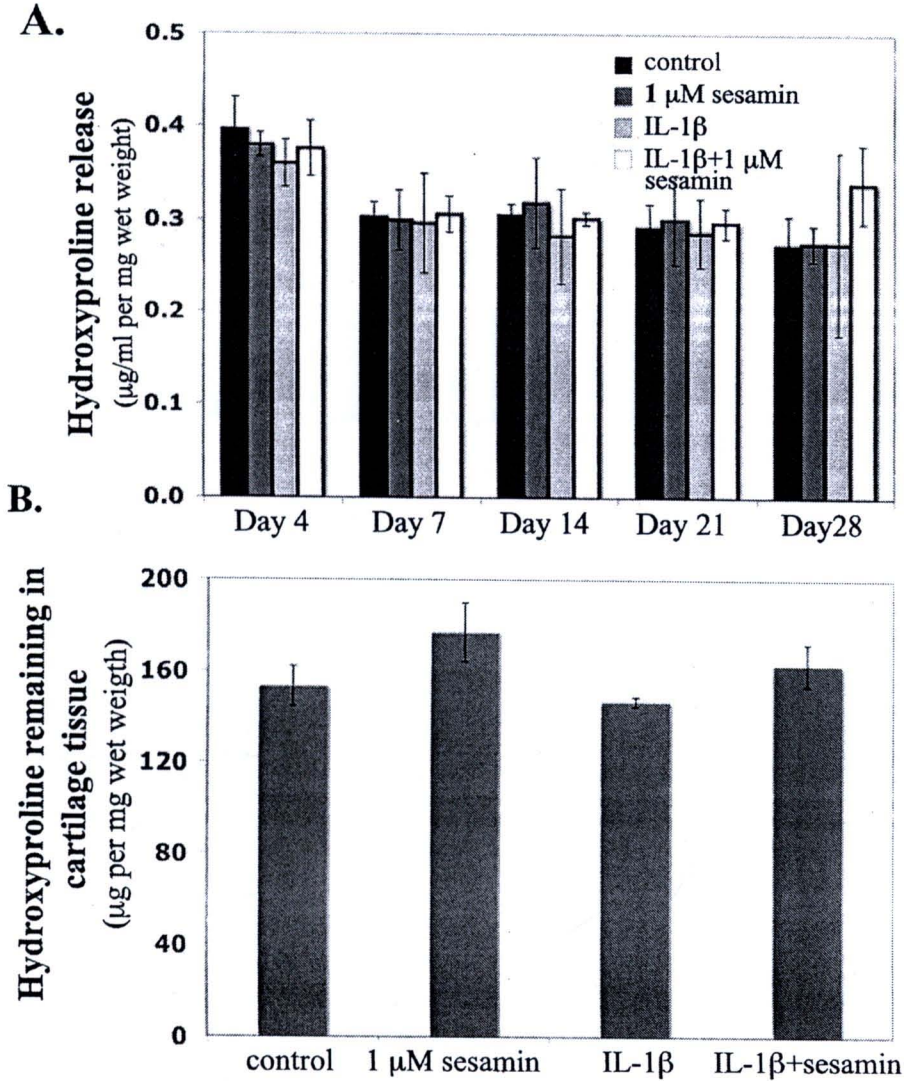 A.
Hydroxyproline release
(µg/ml per mg wet weight)
0.5
0.4
0.3
0.2
0.1
0.0
control
1 µM sesamin
IL-1β
IL-1β+1 µM
sesamin
Day 4
Day 7
Day 14
Day 21
Day28
B.
Hydroxyproline remaining in
cartilage tissue
(µg per mg wet weigth)
200
160
120
80
40
0
control
1 µM sesamin
IL-1β
IL-1β+sesamin